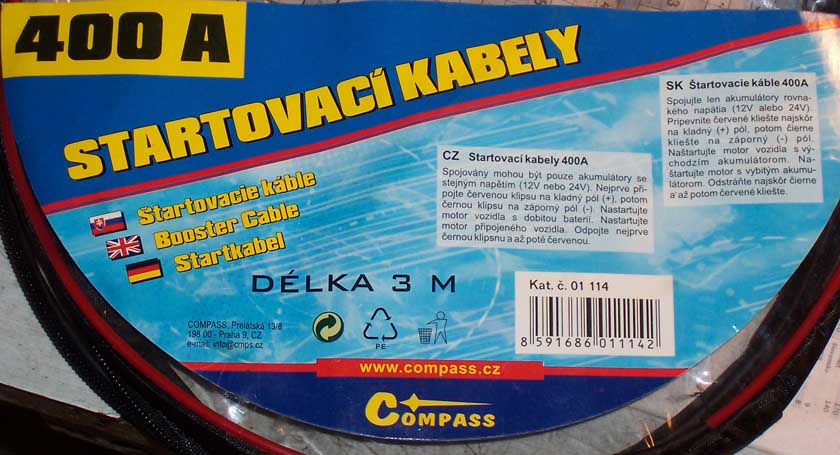 400 A
STARTOVACÍ KABELY
SK Štartovacie káble 400A
Spojujte len akumulátory rovna-
kého napätia (12V alebo 24V).
Pripevnite červené kliešte najskôr
na kladný (+) pól, potom čierne
kliešte na záporný (-) pól.
Naštartujte motor vozidla s vý-
chodzím akumulátorom. Na-
štartujte motor s vybitým akumu-
látorom. Odstráňte najskôr čierne
a až potom červené kliešte.
CZ Startovací kabely 400A
Spojovány mohou být pouze akumulátory se
stejným napětím (12V nebo 24V). Nejprve při-
pojte červenou klipsu na kladný pól (+), potom
černou klipsu na záporný pól (-). Nastartujte
motor vozidla s dobitou baterií. Nastartujte
motor připojeného vozidla. Odpojte nejprve
černou klipsnu a až poté červenou.
Štartovacie káble
Booster Cable
Startkabel
DÉLKA 3 M
Kat. č. 01 114
8 591686 011142
COMPASS, Prelátská 13/8
198 00 - Praha 9, CZ
e-mail: info@cmps.cz
PE
www.compass.cz
COMPASS